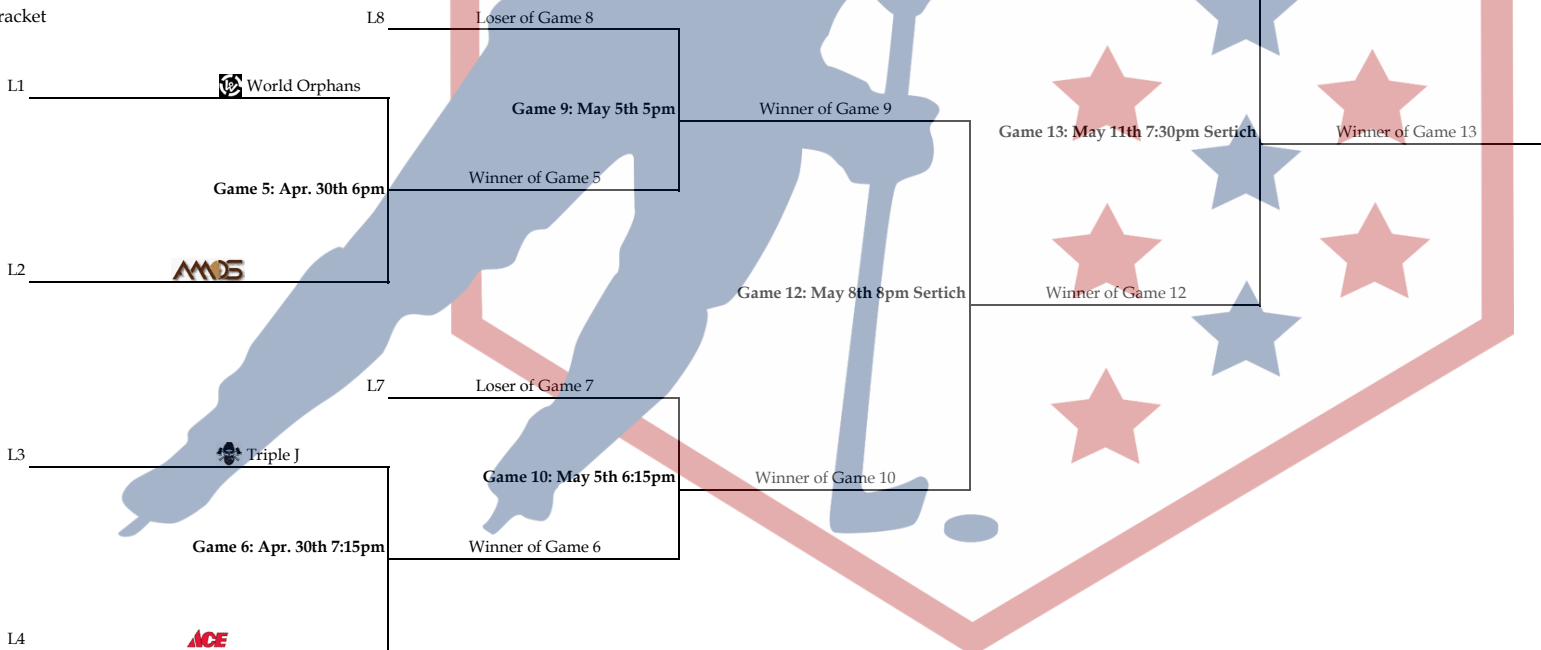 racket
L8 Loser of Game 8
L1 World Orphans
Game 9: May 5th 5pm Winner of Game 9
Game 13: May 11th 7:30pm Sertich Winner of Game 13
Winner of Game 5
Game 5: Apr. 30th 6pm
L2 AMOS
Game 12: May 8th 8pm Sertich Winner of Game 12
L7 Loser of Game 7
L3 Triple J
Game 10: May 5th 6:15pm Winner of Game 10
Game 6: Apr. 30th 7:15pm Winner of Game 6
L4 ACE